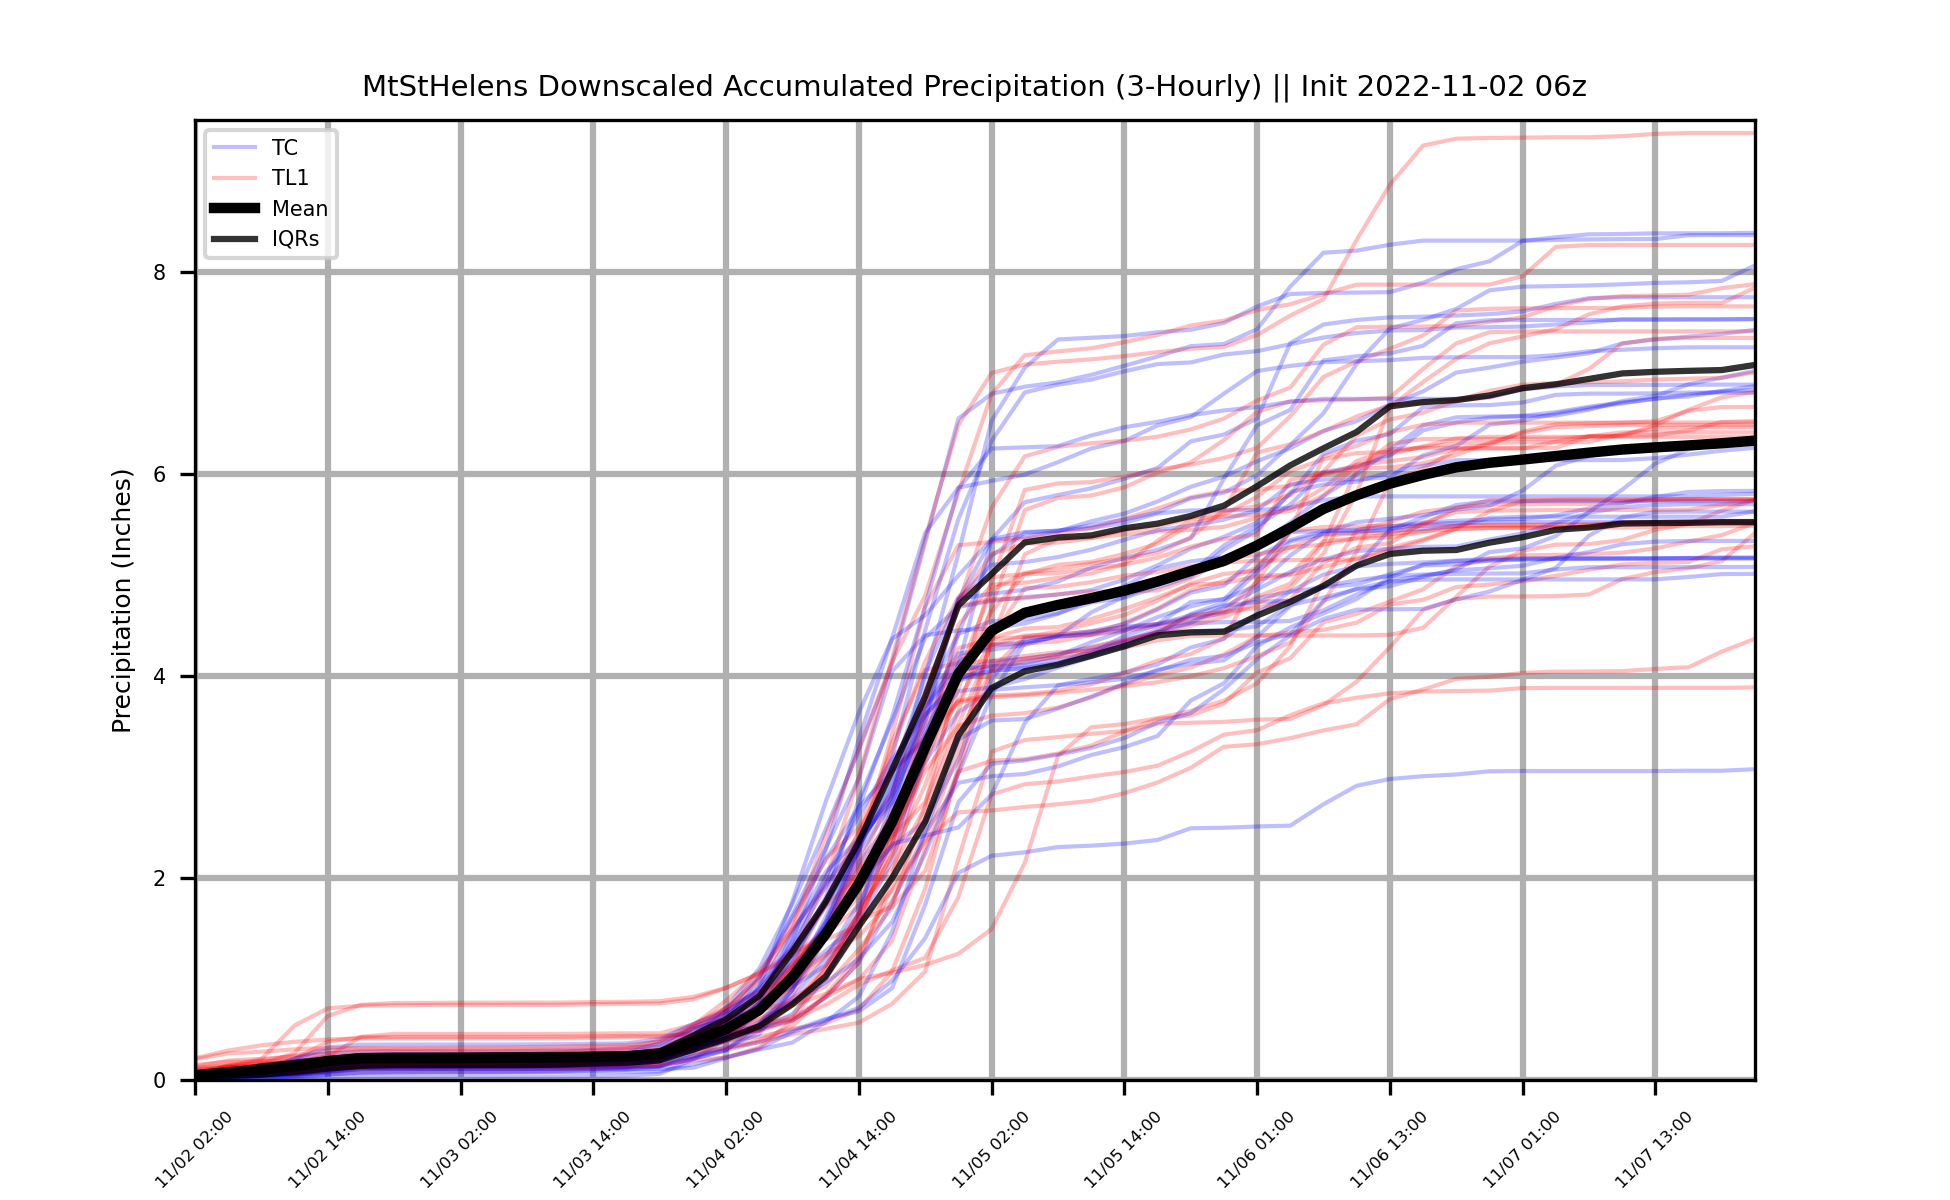 MtStHelens Downscaled Accumulated Precipitation (3-Hourly) || Init 2022-11-02 06z
TC
TL1
Mean
IQRs
Precipitation (Inches)
8
6
4
2
0
11/02 02:00
11/02 14:00
11/03 02:00
11/03 14:00
11/04 02:00
11/04 14:00
11/05 02:00
11/05 14:00
11/06 01:00
11/06 13:00
11/07 01:00
11/07 13:00